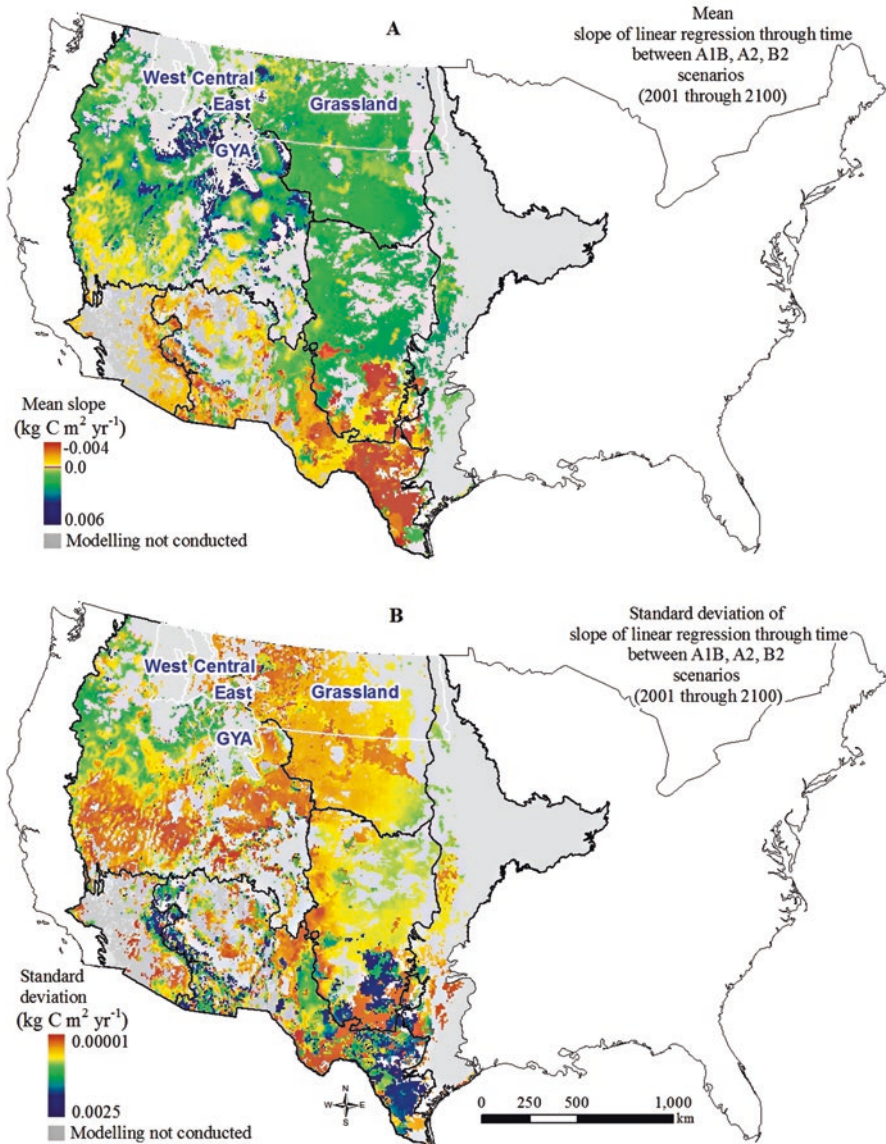 A
Mean
slope of linear regression through time
between A1B, A2, B2
scenarios
(2001 through 2100)
West Central
East
Grassland
GYA
Mean slope
(kg C m² yr⁻¹)
-0.004
0.0
0.006
Modelling not conducted
B
Standard deviation of
slope of linear regression through time
between A1B, A2, B2
scenarios
(2001 through 2100)
West Central
East
Grassland
GYA
Standard
deviation
(kg C m² yr⁻¹)
0.00001
0.0025
Modelling not conducted
N
W E
S
0 250 500 1,000
km